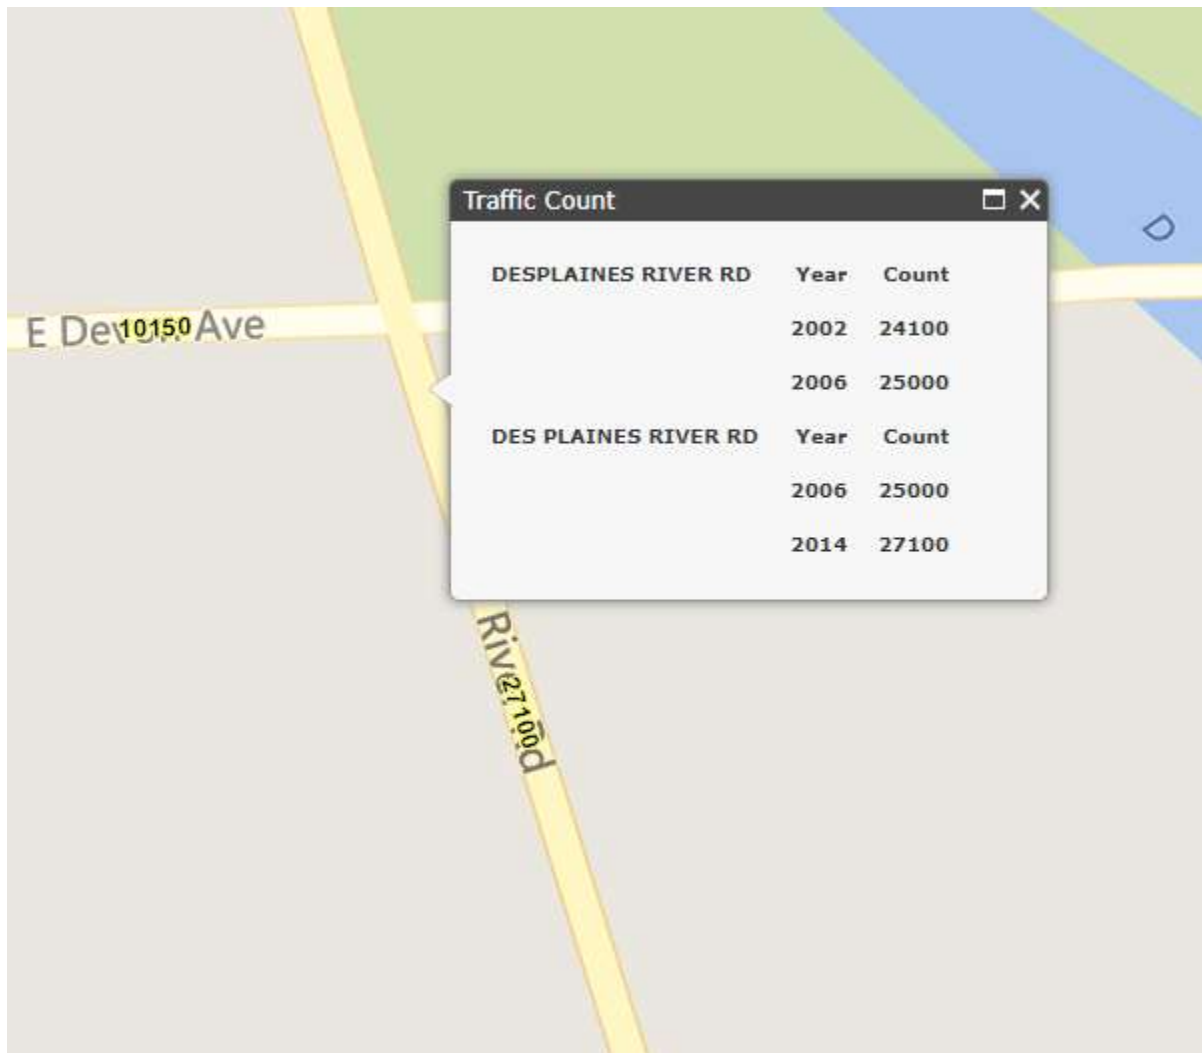 Traffic Count
DESPLAINES RIVER RD Year Count
2002 24100
2006 25000
DES PLAINES RIVER RD Year Count
2006 25000
2014 27100
E Ave
10150
27100